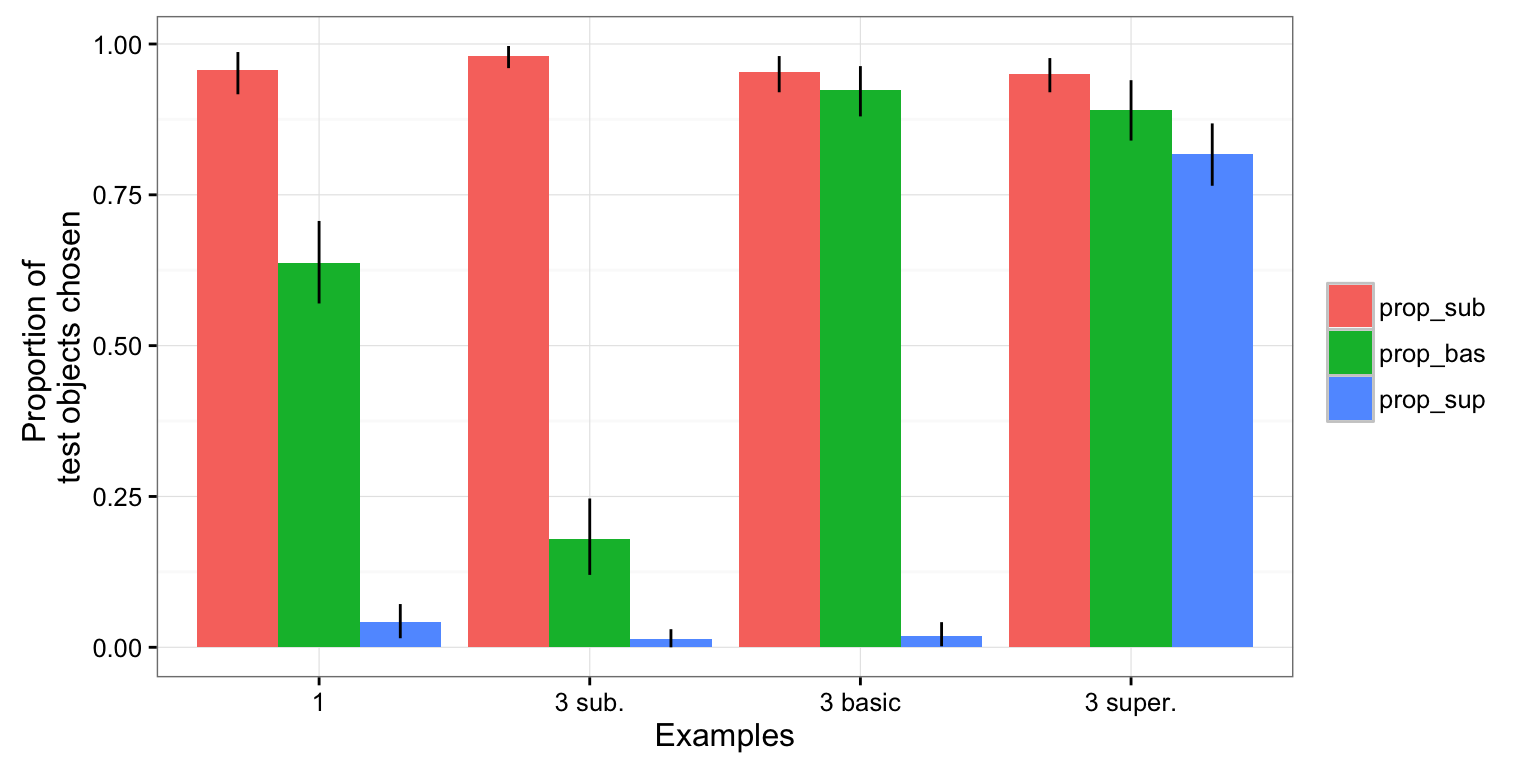 Proportion of
test objects chosen
1.00
0.75
0.50
0.25
0.00
1
3 sub.
3 basic
3 super.
Examples
prop_sub
prop_bas
prop_sup